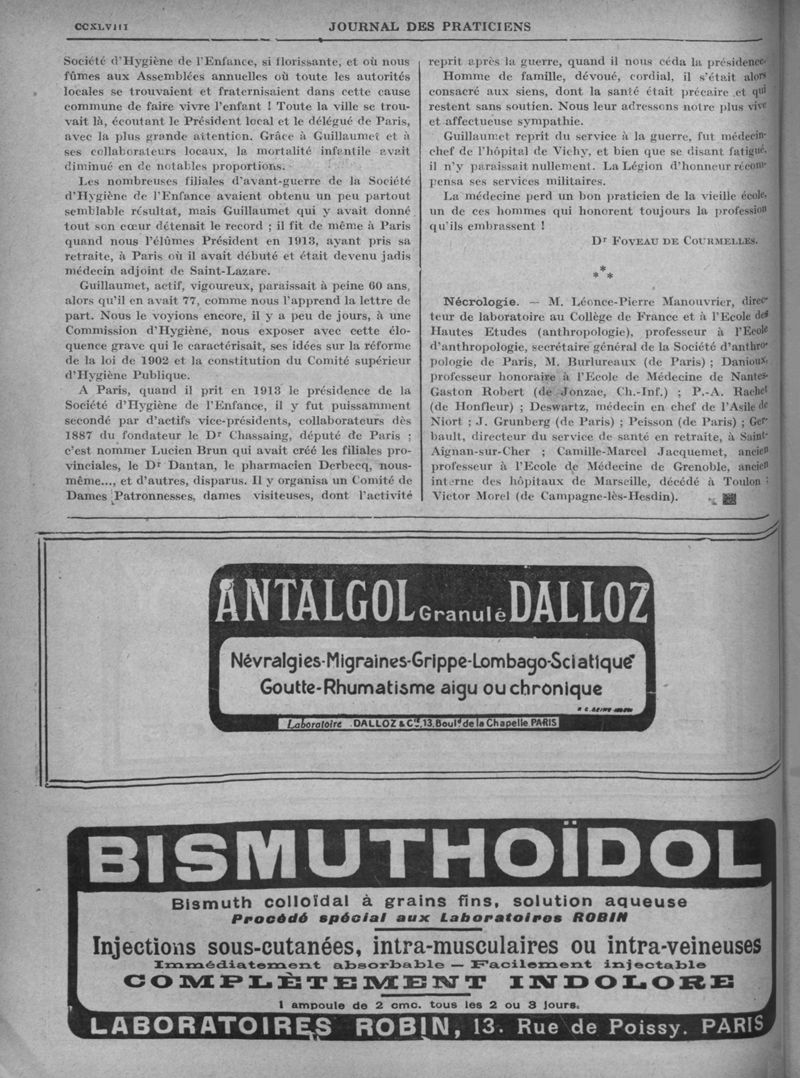 CCXLVIII
JOURNAL DES PRATICIENS
Société d'Hygiène de l'Enfance, si florissante, et où nous
fûmes aux Assemblées annuelles où toute les autorités
locales se trouvaient et fraternisaient dans cette cause
commune de faire vivre l'enfant ! Toute la ville se trou-
vait là, écoutant le Président local et le délégué de Paris,
avec la plus grande attention. Grâce à Guillaumet et à
ses collaborateurs locaux, la mortalité infantile avait
diminué en de notables proportions.
Les nombreuses filiales d'avant-guerre de la Société
d'Hygiène de l'Enfance avaient obtenu un peu partout
semblable résultat, mais Guillaumet qui y avait donné
tout son cœur détenait le record ; il fit de même à Paris
quand nous l'élûmes Président en 1913, ayant pris sa
retraite, à Paris où il avait débuté et était devenu jadis
médecin adjoint de Saint-Lazare.
Guillaumet, actif, vigoureux, paraissait à peine 60 ans,
alors qu'il en avait 77, comme nous l'apprend la lettre de
part. Nous le voyions encore, il y a peu de jours, à une
Commission d'Hygiène, nous exposer avec cette élo-
quence grave qui le caractérisait, ses idées sur la réforme
de la loi de 1902 et la constitution du Comité supérieur
d'Hygiène Publique.
A Paris, quand il prit en 1913 le présidence de la
Société d'Hygiène de l'Enfance, il y fut puissamment
secondé par d'actifs vice-présidents, collaborateurs dès
1887 du fondateur le Dr Chassaing, député de Paris ;
c'est nommer Lucien Brun qui avait créé les filiales pro-
vinciales, le Dr Dantan, le pharmacien Derbecq, nous-
même..., et d'autres, disparus. Il y organisa un Comité de
Dames Patronnesses, dames visiteuses, dont l'activité
reprit après la guerre, quand il nous céda la présidence.
Homme de famille, dévoué, cordial, il s'était alors
consacré aux siens, dont la santé était précaire et qui
restent sans soutien. Nous leur adressons notre plus vive
et affectueuse sympathie.
Guillaumet reprit du service à la guerre, fut médecin-
chef de l'hôpital de Vichy, et bien que se disant fatigué,
il n'y paraissait nullement. La Légion d'honneur récom-
pensa ses services militaires.
La médecine perd un bon praticien de la vieille école,
un de ces hommes qui honorent toujours la profession
qu'ils embrassent !
Dr FOVEAU DE COURMELLES.
* * *
Nécrologie. — M. Léonce-Pierre Manouvrier, direc-
teur de laboratoire au Collège de France et à l'Ecole des
Hautes Etudes (anthropologie), professeur à l'Ecole
d'anthropologie, secrétaire général de la Société d'anthro-
pologie de Paris, M. Burlureaux (de Paris) ; Danioux,
professeur honoraire à l'Ecole de Médecine de Nantes-
Gaston Robert (de Jonzac, Ch.-Inf.) ; P.-A. Rachet
(de Honfleur) ; Deswartz, médecin en chef de l'Asile de
Niort ; J. Grunberg (de Paris) ; Peisson (de Paris) ; Ger-
bault, directeur du service de santé en retraite, à Saint-
Aignan-sur-Cher ; Camille-Marcel Jacquemet, ancien
professeur à l'Ecole de Médecine de Grenoble, ancien
interne des hôpitaux de Marseille, décédé à Toulon ;
Victor Morel (de Campagne-lès-Hesdin).
ANTALGOL Granulé DALLOZ
Névralgies-Migraines-Grippe-Lombago-Sciatique
Goutte-Rhumatisme aigu ou chronique
Laboratoire DALLOZ & Cie, 13, Bould de la Chapelle PARIS
BISMUTHOÏDOL
Bismuth colloïdal à grains fins, solution aqueuse
Procédé spécial aux Laboratoires ROBIN
Injections sous-cutanées, intra-musculaires ou intra-veineuses
Immédiatement absorbable — Facilement injectable
COMPLÈTEMENT INDOLORE
1 ampoule de 2 cmc. tous les 2 ou 3 jours.
LABORATOIRES ROBIN, 13. Rue de Poissy. PARIS